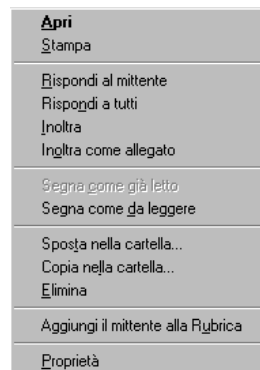 Apri
Stampa
Rispondi al mittente
Rispondi a tutti
Inoltra
Inoltra come allegato
Segna come già letto
Segna come da leggere
Sposta nella cartella...
Copia nella cartella...
Elimina
Aggiungi il mittente alla Rubrica
Proprietà